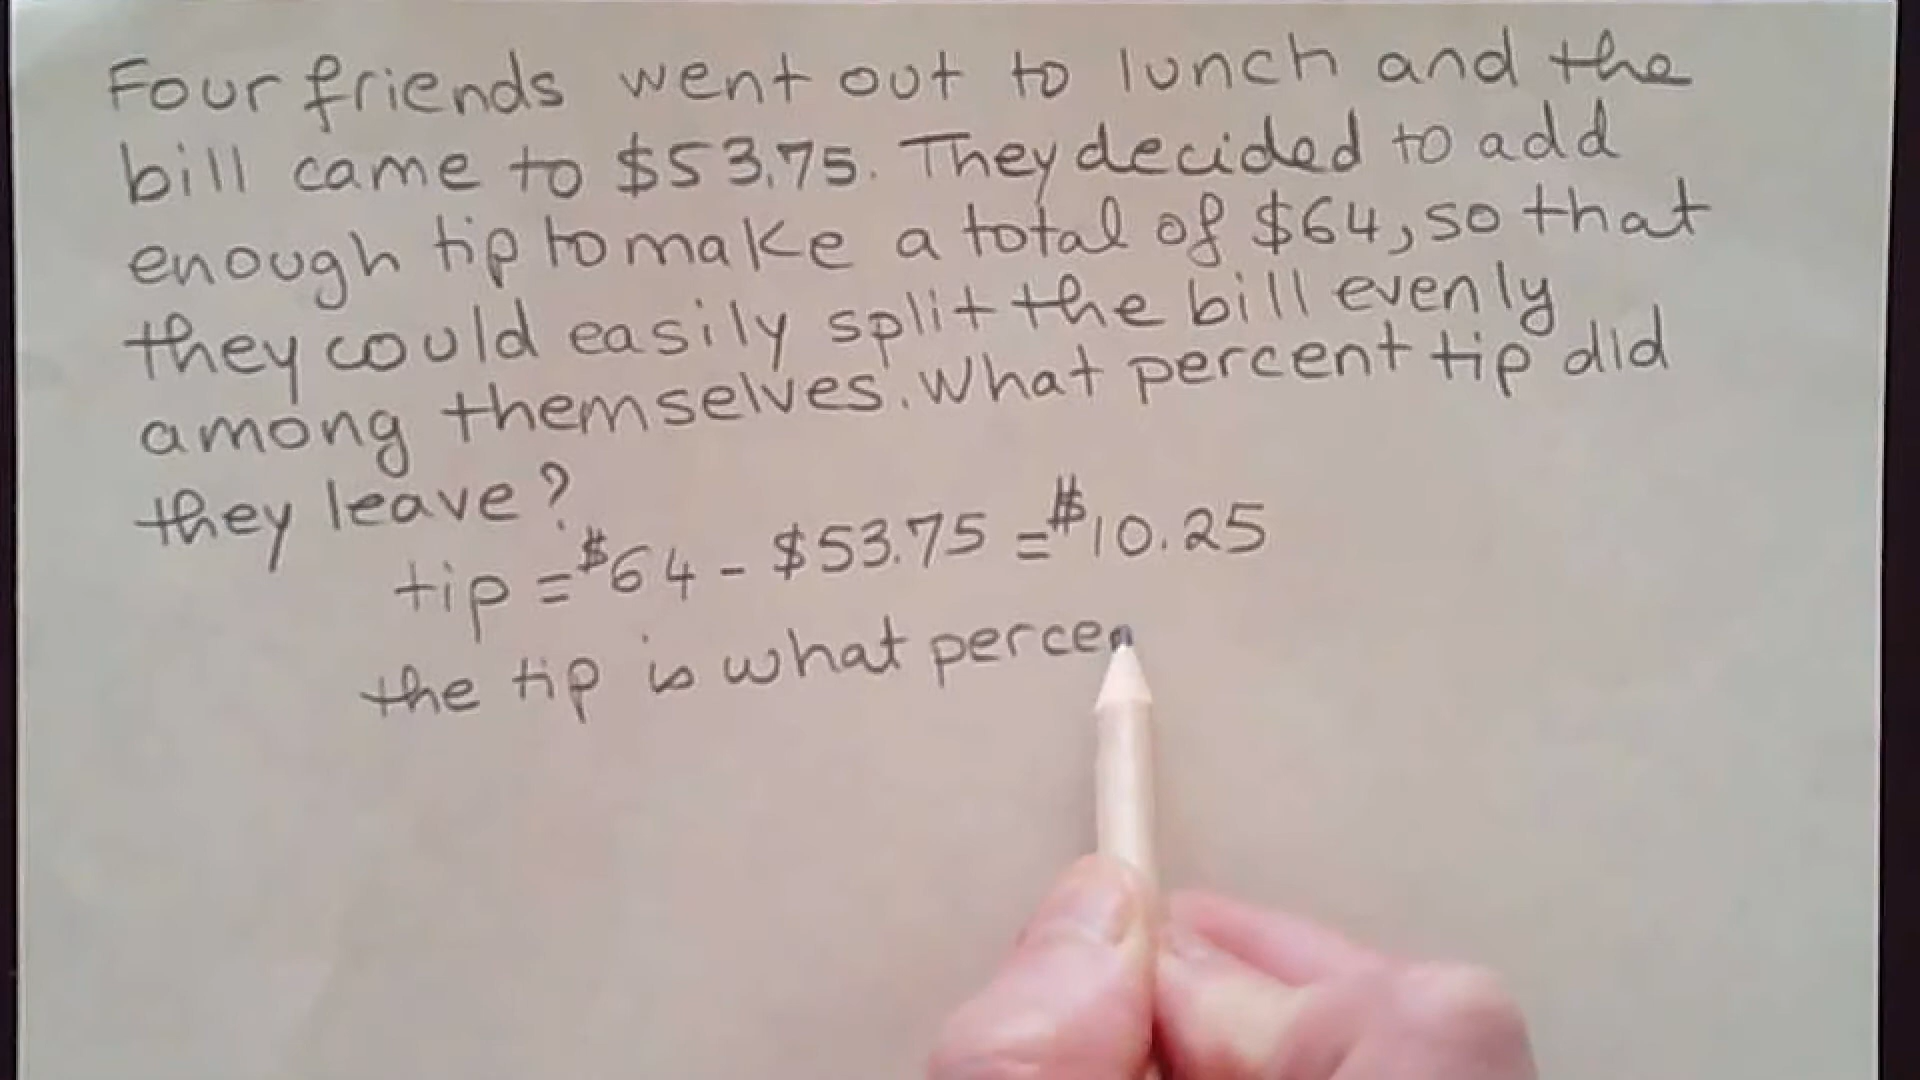 Four friends went out to lunch and the
bill came to $53.75. They decided to add
enough tip to make a total of $64, so that
they could easily split the bill evenly
among themselves. What percent tip did
they leave?
tip = $64 - $53.75 = $10.25
the tip is what percen